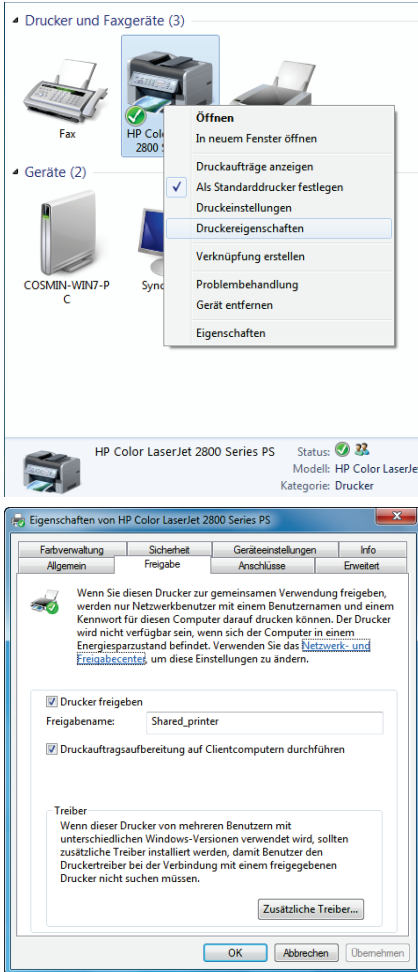 Drucker und Faxgeräte (3)
Fax
HP Col
2800 S
Öffnen
In neuem Fenster öffnen
Druckaufträge anzeigen
Als Standarddrucker festlegen
Druckeinstellungen
Druckereigenschaften
Verknüpfung erstellen
Problembehandlung
Gerät entfernen
Eigenschaften
Geräte (2)
COSMIN-WIN7-P
C
Sync
HP Color LaserJet 2800 Series PS
Status:
Modell: HP Color LaserJe
Kategorie: Drucker
Eigenschaften von HP Color LaserJet 2800 Series PS
Farbverwaltung Sicherheit Geräteeinstellungen Info
Allgemein Freigabe Anschlüsse Erweitert
Wenn Sie diesen Drucker zur gemeinsamen Verwendung freigeben,
werden nur Netzwerkbenutzer mit einem Benutzernamen und einem
Kennwort für diesen Computer darauf drucken können. Der Drucker
wird nicht verfügbar sein, wenn sich der Computer in einem
Energiesparzustand befindet. Verwenden Sie das Netzwerk- und
Freigabecenter, um diese Einstellungen zu ändern.
Drucker freigeben
Freigabename: Shared_printer
Druckauftragsaufbereitung auf Clientcomputern durchführen
Treiber
Wenn dieser Drucker von mehreren Benutzern mit
unterschiedlichen Windows-Versionen verwendet wird, sollten
zusätzliche Treiber installiert werden, damit Benutzer den
Druckertreiber bei der Verbindung mit einem freigegebenen
Drucker nicht suchen müssen.
Zusätzliche Treiber...
OK Abbrechen Übernehmen